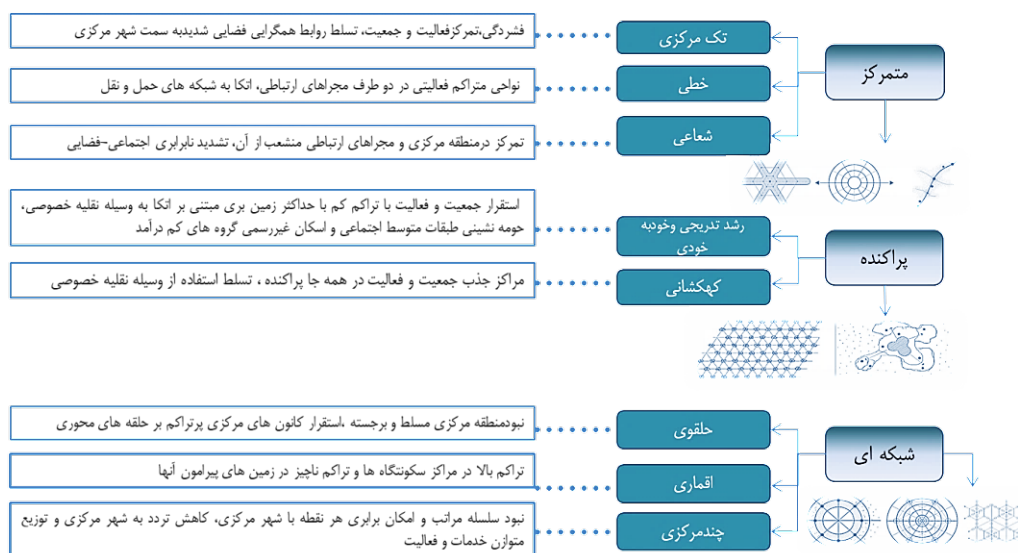 متمرکز
تک مرکزی
فشردگی،تمرکزفعالیت و جمعیت، تسلط روابط همگرایی فضایی شدیدبه سمت شهر مرکزی
خطی
نواحی متراکم فعالیتی در دو طرف مجراهای ارتباطی، اتکا به شبکه های حمل و نقل
شعاعی
تمرکز درمنطقه مرکزی و مجراهای ارتباطی منشعب از آن، تشدید نابرابری اجتماعی-فضایی
پراکنده
رشد تدریجی وخودبه
خودی
استقرار جمعیت و فعالیت با تراکم کم با حداکثر زمین بری مبتنی بر اتکا به وسیله نقلیه خصوصی،
حومه نشینی طبقات متوسط اجتماعی و اسکان غیررسمی گروه های کم درآمد
کهکشانی
مراکز جذب جمعیت و فعالیت در همه جا پراکنده ، تسلط استفاده از وسیله نقلیه خصوصی
شبکه ای
حلقوی
نبودمنطقه مرکزی مسلط و برجسته ،استقرار کانون های مرکزی پرتراکم بر حلقه های محوری
اقماری
تراکم بالا در مراکز سکونتگاه ها و تراکم ناچیز در زمین های پیرامون آنها
چندمرکزی
نبود سلسله مراتب و امکان برابری هر نقطه با شهر مرکزی، کاهش تردد به شهر مرکزی و توزیع
متوازن خدمات و فعالیت